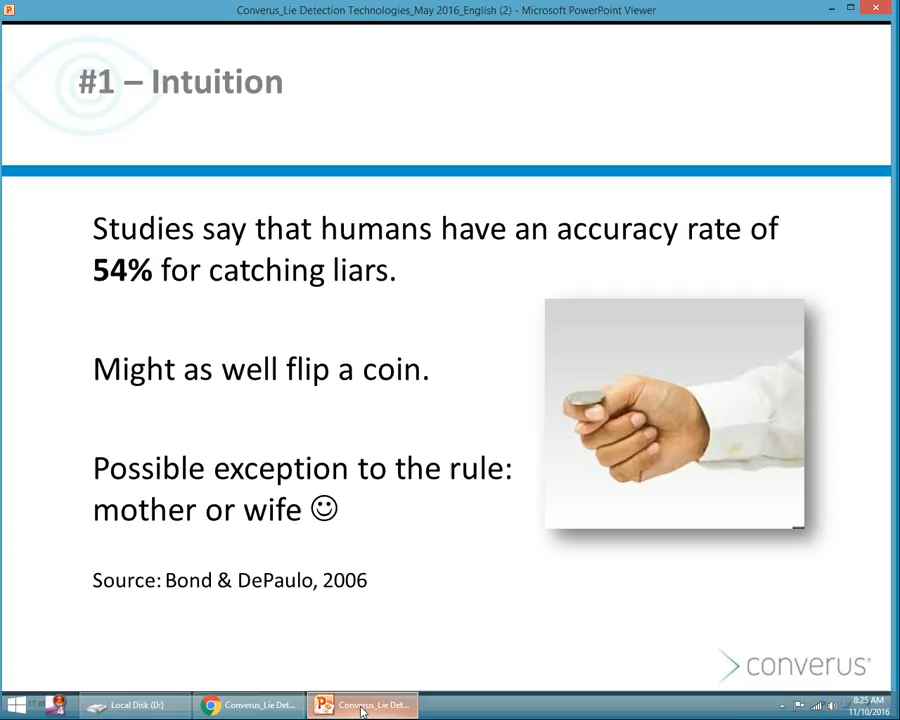 Converus_Lie Detection Technologies_May 2016_English (2) - Microsoft PowerPoint Viewer
#1 – Intuition
Studies say that humans have an accuracy rate of
54% for catching liars.
Might as well flip a coin.
Possible exception to the rule:
mother or wife ☺
Source: Bond & DePaulo, 2006
converus®
Local Disk (D:)
Converus_Lie Det...
Converus_Lie Det...
8:25 AM
11/10/2016